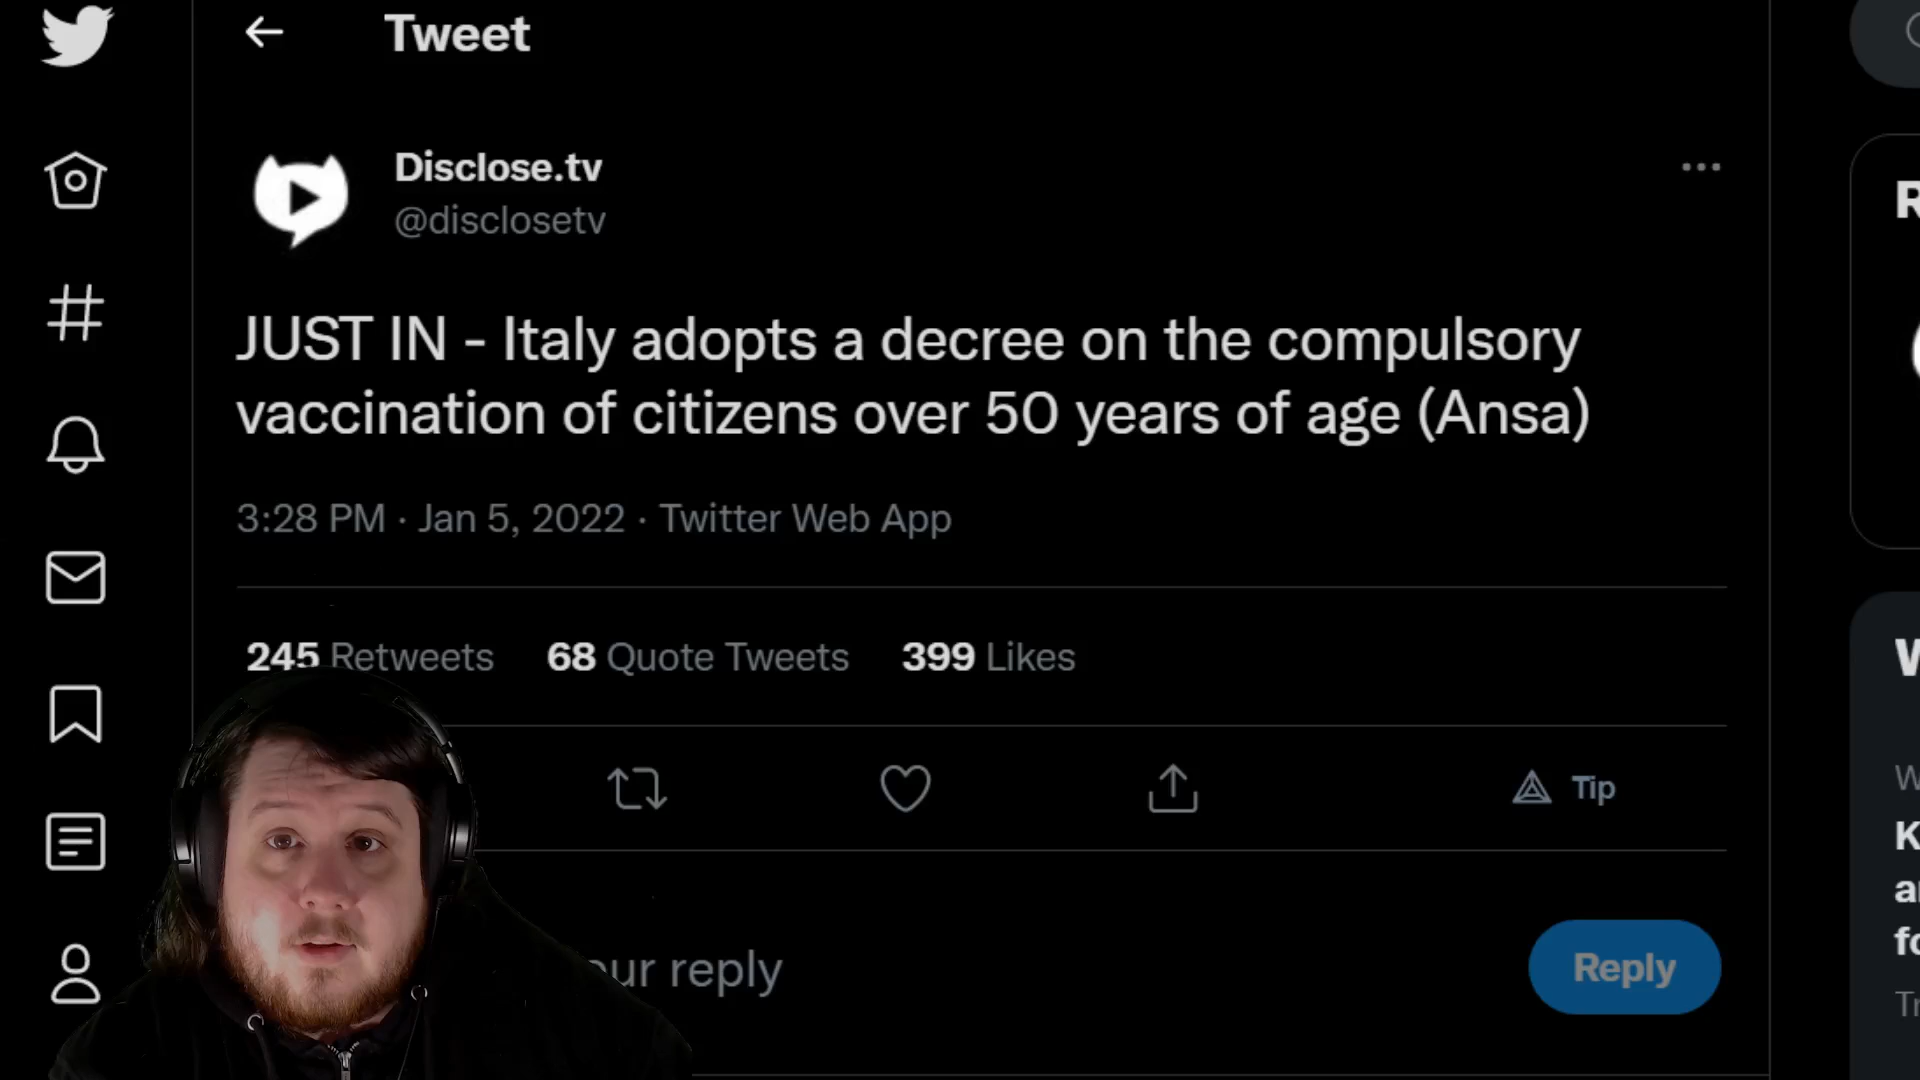 Tweet
Disclose.tv
@disclosetv
JUST IN - Italy adopts a decree on the compulsory
vaccination of citizens over 50 years of age (Ansa)
3:28 PM · Jan 5, 2022 · Twitter Web App
245 Retweets 68 Quote Tweets 399 Likes
Tip
reply
Reply